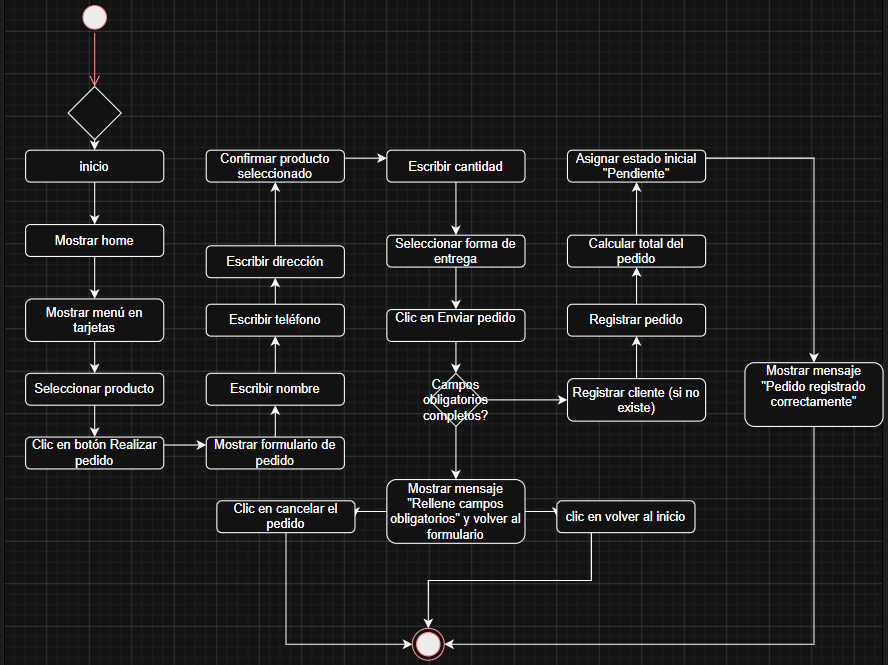 inicio
Mostrar home
Mostrar menú en
tarjetas
Seleccionar producto
Clic en botón Realizar
pedido
Mostrar formulario de
pedido
Escribir nombre
Escribir teléfono
Escribir dirección
Confirmar producto
seleccionado
Escribir cantidad
Seleccionar forma de
entrega
Clic en Enviar pedido
Campos
obligatorios
completos?
Registrar cliente (si no
existe)
Registrar pedido
Calcular total del
pedido
Asignar estado inicial
"Pendiente"
Mostrar mensaje
"Pedido registrado
correctamente"
Mostrar mensaje
"Rellene campos
obligatorios" y volver al
formulario
Clic en cancelar el
pedido
clic en volver al inicio